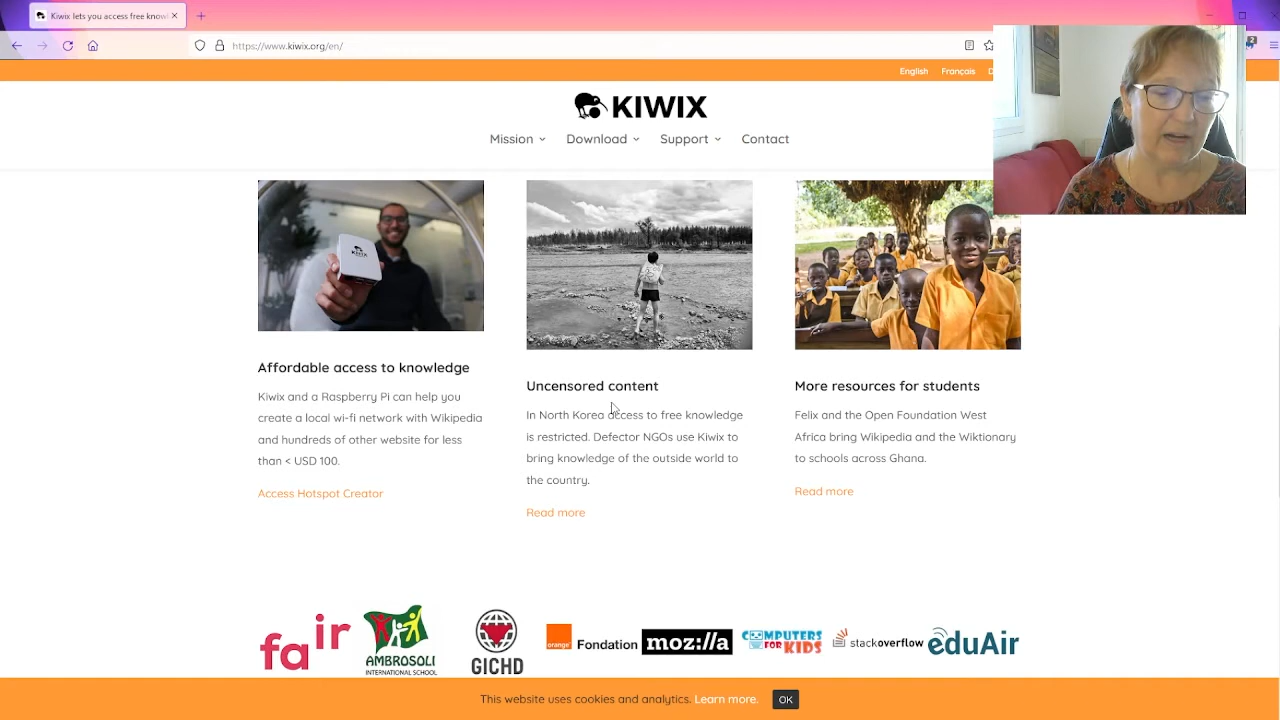 Kiwix lets you access free know
https://www.kiwix.org/en/
2
English Français D
KIWIX
Mission Download Support Contact
KIWIX
Affordable access to knowledge
Kiwix and a Raspberry Pi can help you
create a local wi-fi network with Wikipedia
and hundreds of other website for less
than < USD 100.
Access Hotspot Creator
Uncensored content
In North Korea access to free knowledge
is restricted. Defector NGOs use Kiwix to
bring knowledge of the outside world to
the country.
Read more
More resources for students
Felix and the Open Foundation West
Africa bring Wikipedia and the Wiktionary
to schools across Ghana.
Read more
fair
AMBROSOLI
INTERNATIONAL SCHOOL
GICHD
orange Fondation
moz://a
COMPUTERS
FOR KIDS
stackoverflow
eduAir
This website uses cookies and analytics. Learn more. OK